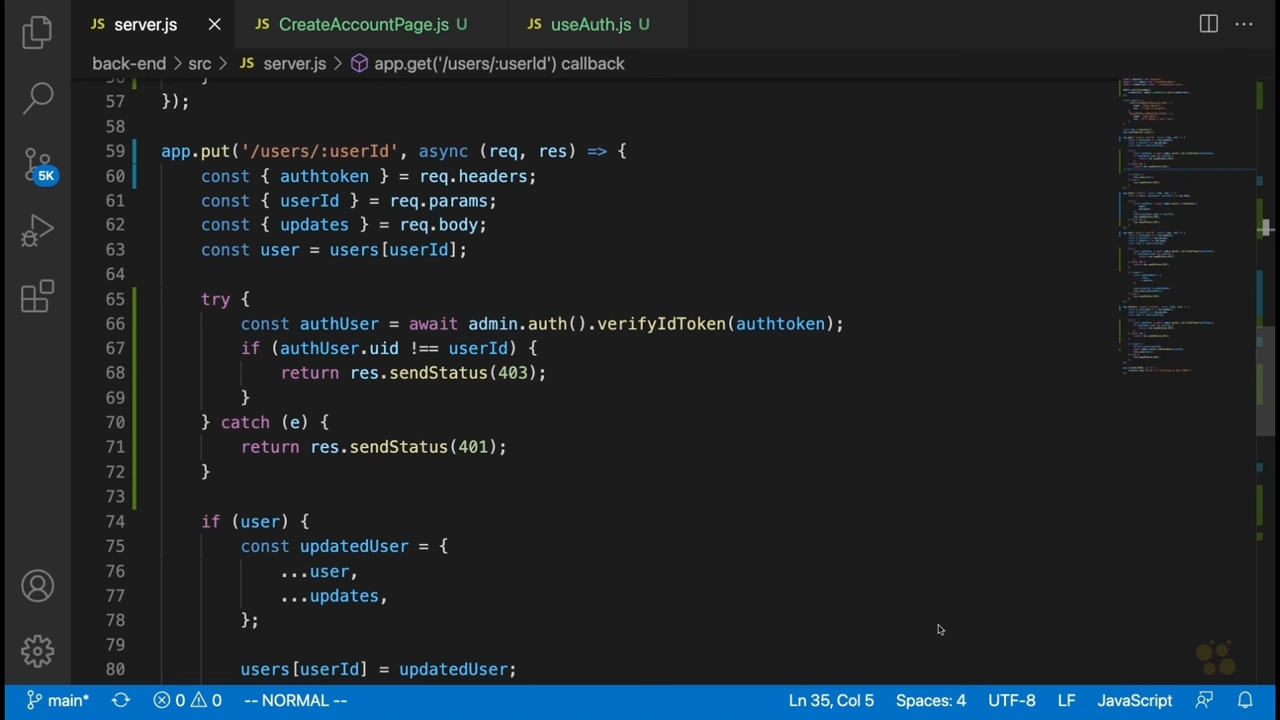 JS server.js × JS CreateAccountPage.js U JS useAuth.js U
back-end > src > JS server.js > app.get('/users/:userId') callback
57 });
58
59 app.put('/users/:userId', async (req, res) => {
60 const { authtoken } = req.headers;
61 const { userId } = req.params;
62 const { updates } = req.body;
63 const user = users[userId];
64
65 try {
66 const authUser = await admin.auth().verifyIdToken(authtoken);
67 if (authUser.uid !== userId) {
68 return res.sendStatus(403);
69 }
70 } catch (e) {
71 return res.sendStatus(401);
72 }
73
74 if (user) {
75 const updatedUser = {
76 ...user,
77 ...updates,
78 };
79
80 users[userId] = updatedUser;
5K
main* 0 0 -- NORMAL -- Ln 35, Col 5 Spaces: 4 UTF-8 LF JavaScript